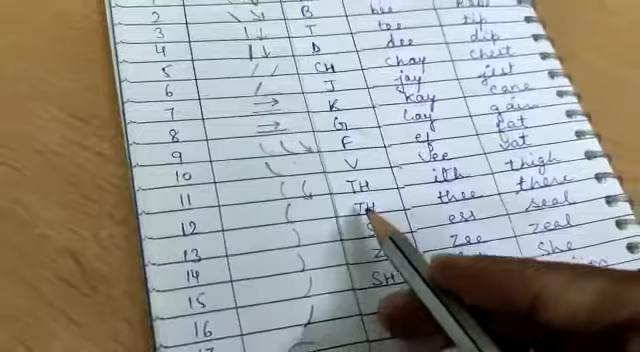 2 B bee
3 T tee tip
4 D dee dip
5 CH chay chest
6 J jay jest
7 K kay cane
8 G gay gain
9 F ef fat
10 V vee vat
11 TH ith thigh
12 TH thee there
13 S ess seal
14 Z zee zeal
15 SH She
16
17